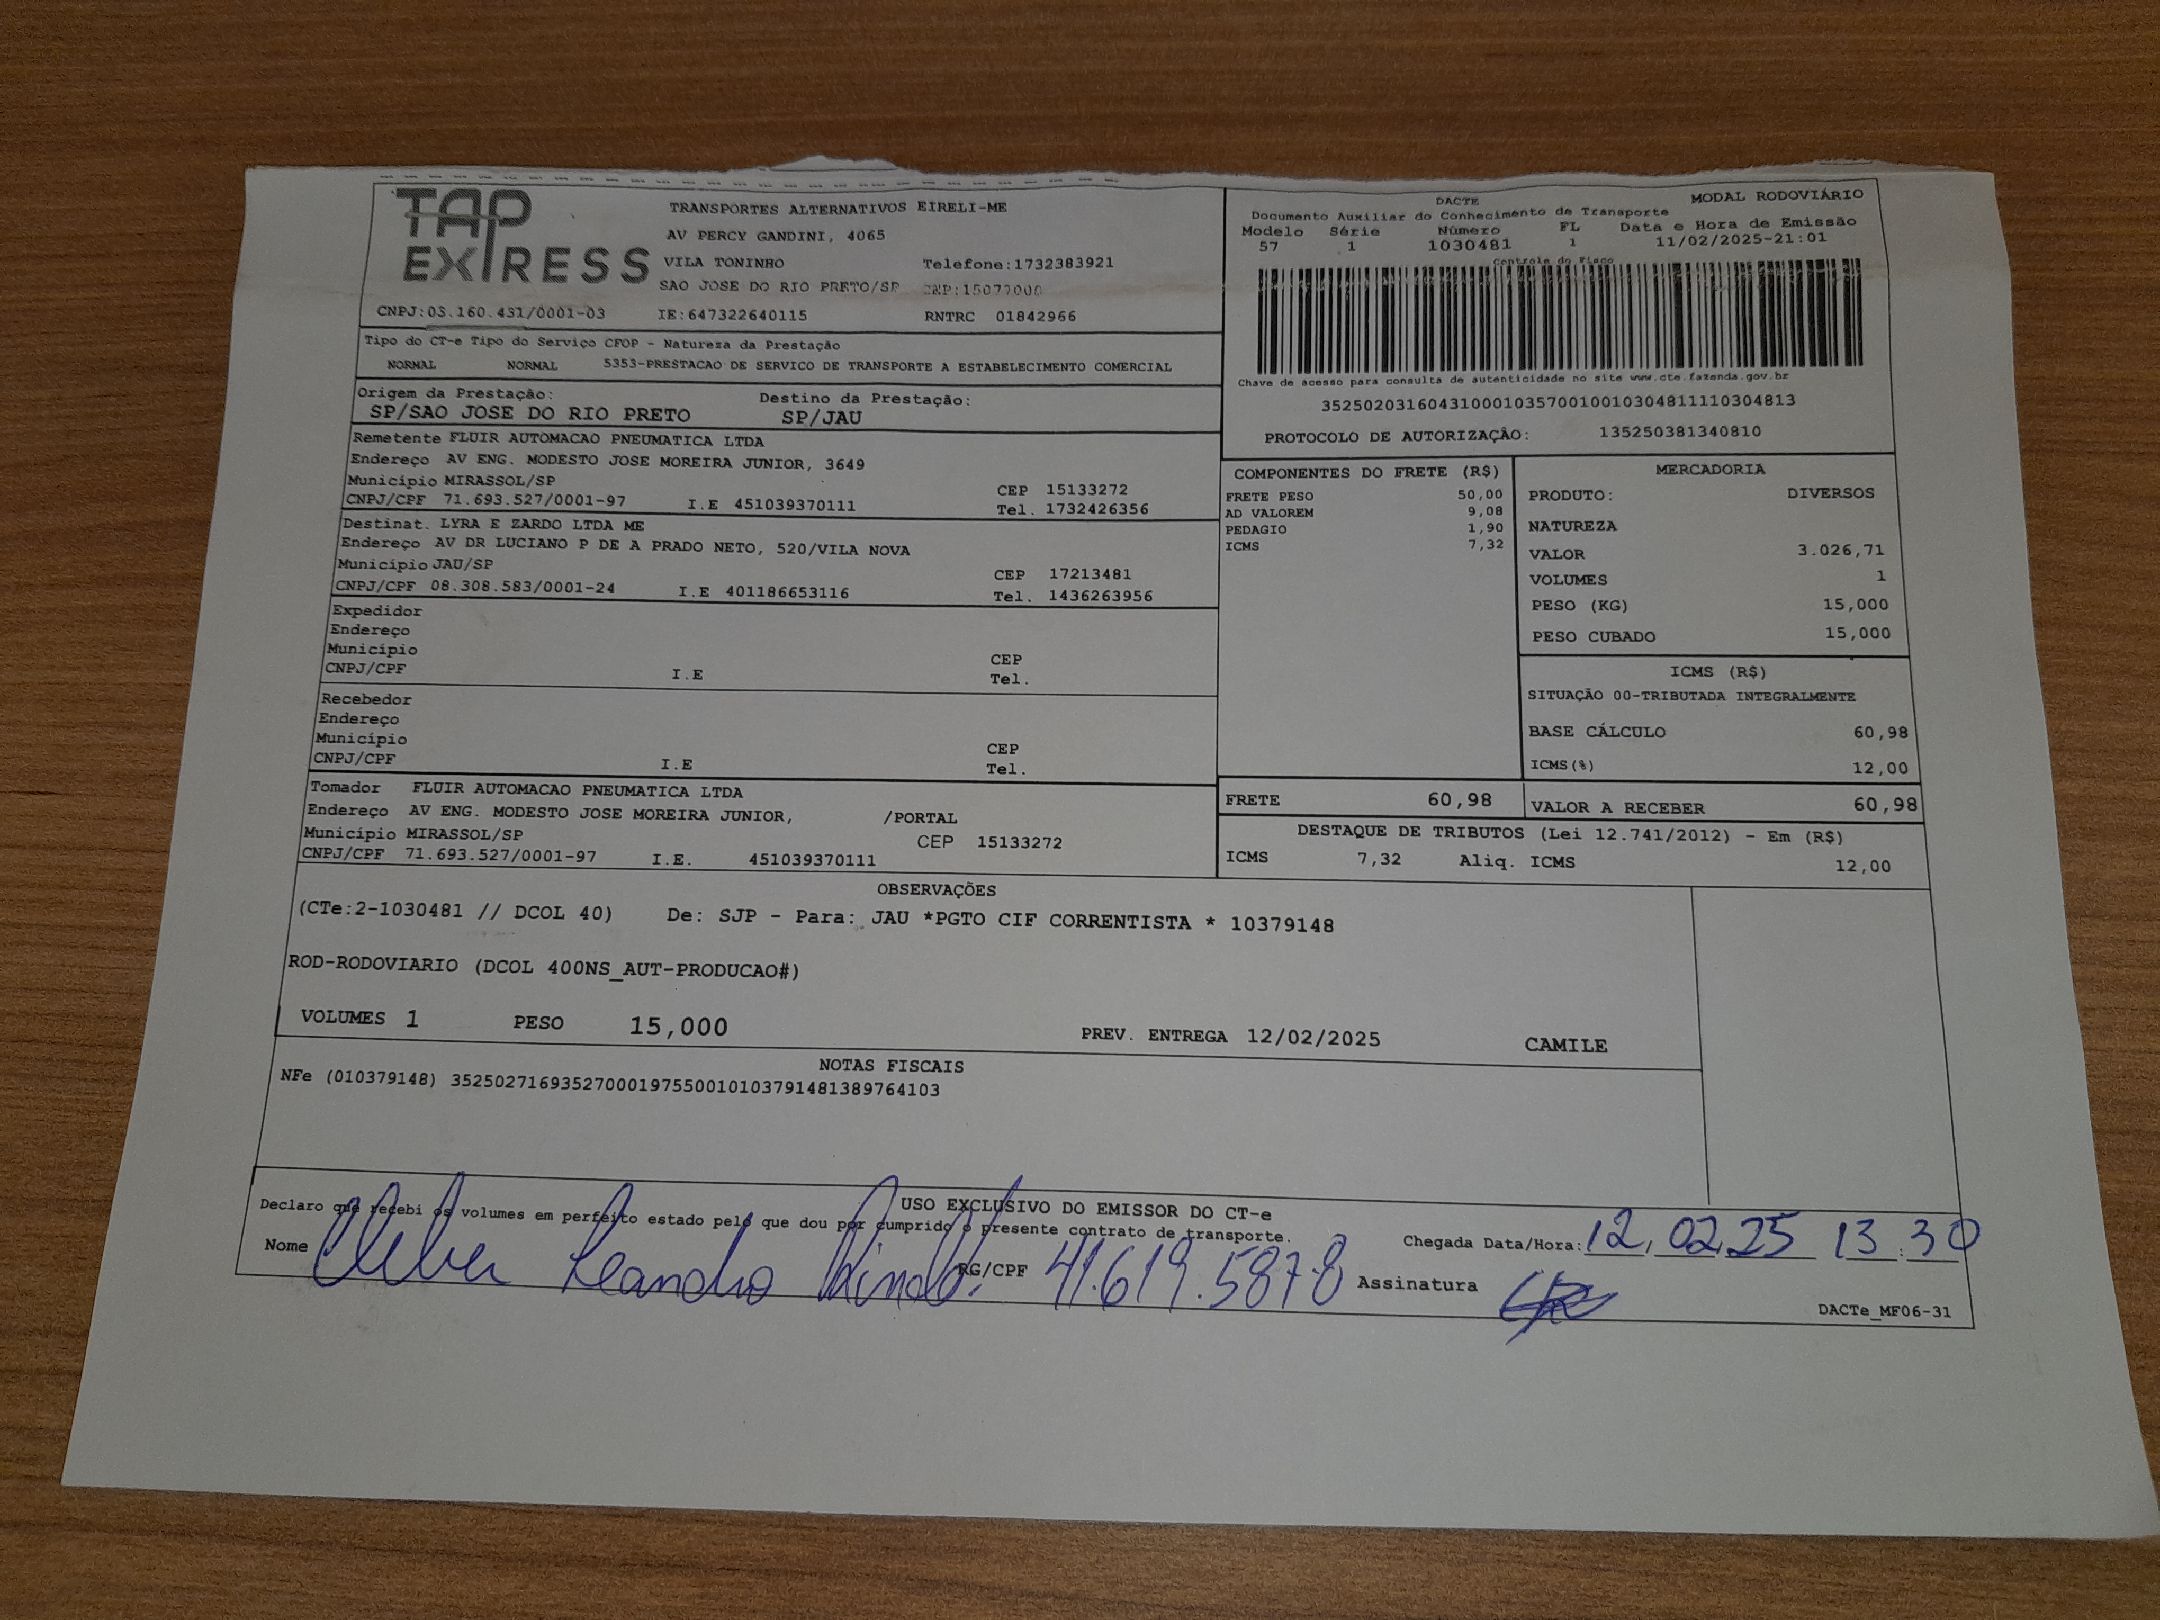 TAP EXPRESS
TRANSPORTES ALTERNATIVOS EIRELI-ME
AV PERCY GANDINI, 4065
VILA TONINHO Telefone:1732383921
SAO JOSE DO RIO PRETO/SP CEP:15077000
CNPJ:03.160.431/0001-03 IE:647322640115 RNTRC 01842966
Tipo do CT-e Tipo do Serviço CFOP - Natureza da Prestação
NORMAL NORMAL 5353-PRESTACAO DE SERVICO DE TRANSPORTE A ESTABELECIMENTO COMERCIAL
Origem da Prestação: Destino da Prestação:
SP/SAO JOSE DO RIO PRETO SP/JAU
Remetente FLUIR AUTOMACAO PNEUMATICA LTDA
Endereço AV ENG. MODESTO JOSE MOREIRA JUNIOR, 3649
Município MIRASSOL/SP CEP 15133272
CNPJ/CPF 71.693.527/0001-97 I.E 451039370111 Tel. 1732426356
Destinat. LYRA E ZARDO LTDA ME
Endereço AV DR LUCIANO P DE A PRADO NETO, 520/VILA NOVA
Município JAU/SP CEP 17213481
CNPJ/CPF 08.308.583/0001-24 I.E 401186653116 Tel. 1436263956
Expedidor
Endereço
Município CEP
CNPJ/CPF I.E Tel.
Recebedor
Endereço
Município CEP
CNPJ/CPF I.E Tel.
Tomador FLUIR AUTOMACAO PNEUMATICA LTDA
Endereço AV ENG. MODESTO JOSE MOREIRA JUNIOR, /PORTAL
Município MIRASSOL/SP CEP 15133272
CNPJ/CPF 71.693.527/0001-97 I.E. 451039370111
DACTE MODAL RODOVIÁRIO
Documento Auxiliar do Conhecimento de Transporte
Modelo Série Número FL Data e Hora de Emissão
57 1 1030481 1 11/02/2025-21:01
Controle do Fisco
Chave de acesso para consulta de autenticidade no site www.cte.fazenda.gov.br
35250203160431000103570010010304811110304813
PROTOCOLO DE AUTORIZAÇÃO: 135250381340810
COMPONENTES DO FRETE (R$)
FRETE PESO 50,00
AD VALOREM 9,08
PEDAGIO 1,90
ICMS 7,32
MERCADORIA
PRODUTO: DIVERSOS
NATUREZA
VALOR 3.026,71
VOLUMES 1
PESO (KG) 15,000
PESO CUBADO 15,000
ICMS (R$)
SITUAÇÃO 00-TRIBUTADA INTEGRALMENTE
BASE CÁLCULO 60,98
ICMS(%) 12,00
FRETE 60,98 VALOR A RECEBER 60,98
DESTAQUE DE TRIBUTOS (Lei 12.741/2012) - Em (R$)
ICMS 7,32 Aliq. ICMS 12,00
OBSERVAÇÕES
(CTe:2-1030481 // DCOL 40) De: SJP - Para: JAU *PGTO CIF CORRENTISTA * 10379148
ROD-RODOVIARIO (DCOL 400NS_AUT-PRODUCAO#)
VOLUMES 1 PESO 15,000 PREV. ENTREGA 12/02/2025 CAMILE
NOTAS FISCAIS
NFe (010379148) 35250271693527000197550010103791481389764103
USO EXCLUSIVO DO EMISSOR DO CT-e
Declaro que recebi os volumes em perfeito estado pelo que dou por cumprido o presente contrato de transporte.
Chegada Data/Hora: 12.02.25 13:30
Nome Cleber Leandro RG/CPF 41.619.587-8 Assinatura
DACTe_MF06-31